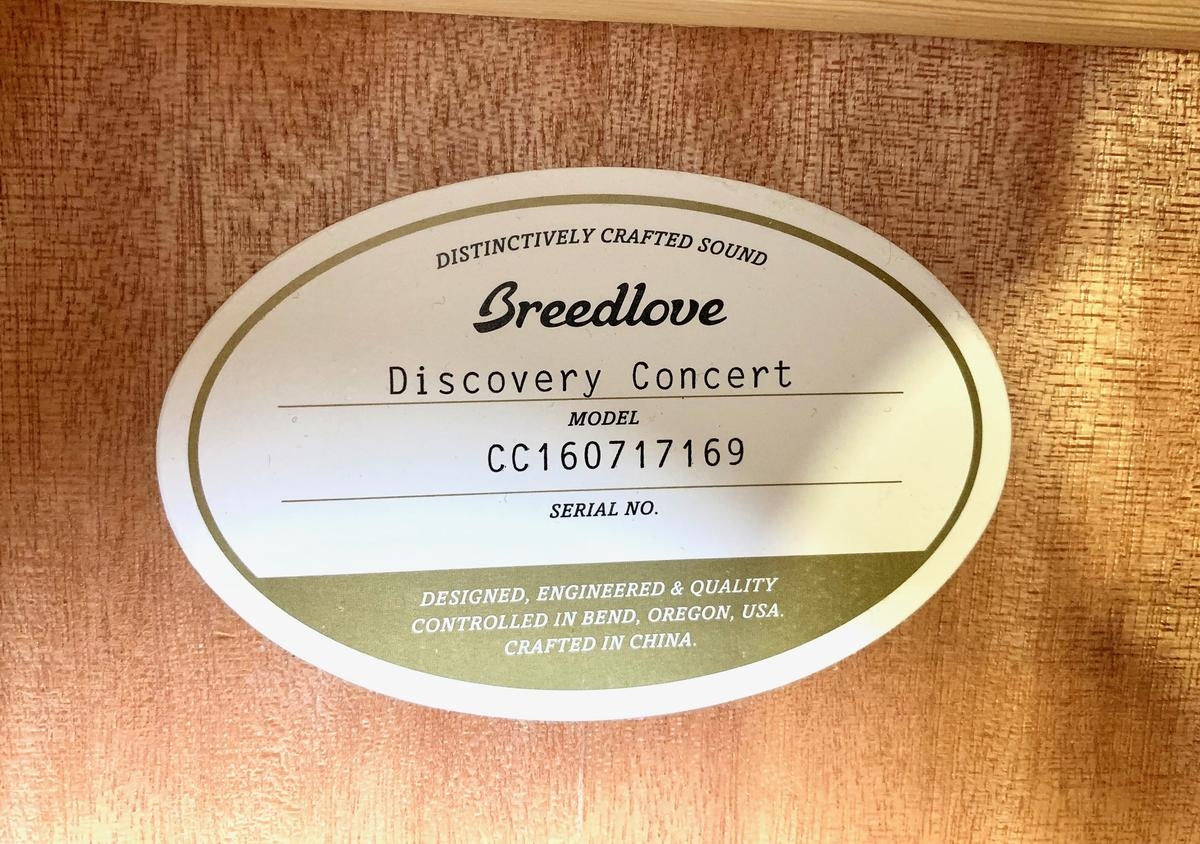 DISTINCTIVELY CRAFTED SOUND
Breedlove
Discovery Concert
MODEL
CC160717169
SERIAL NO.
DESIGNED, ENGINEERED & QUALITY
CONTROLLED IN BEND, OREGON, USA.
CRAFTED IN CHINA.